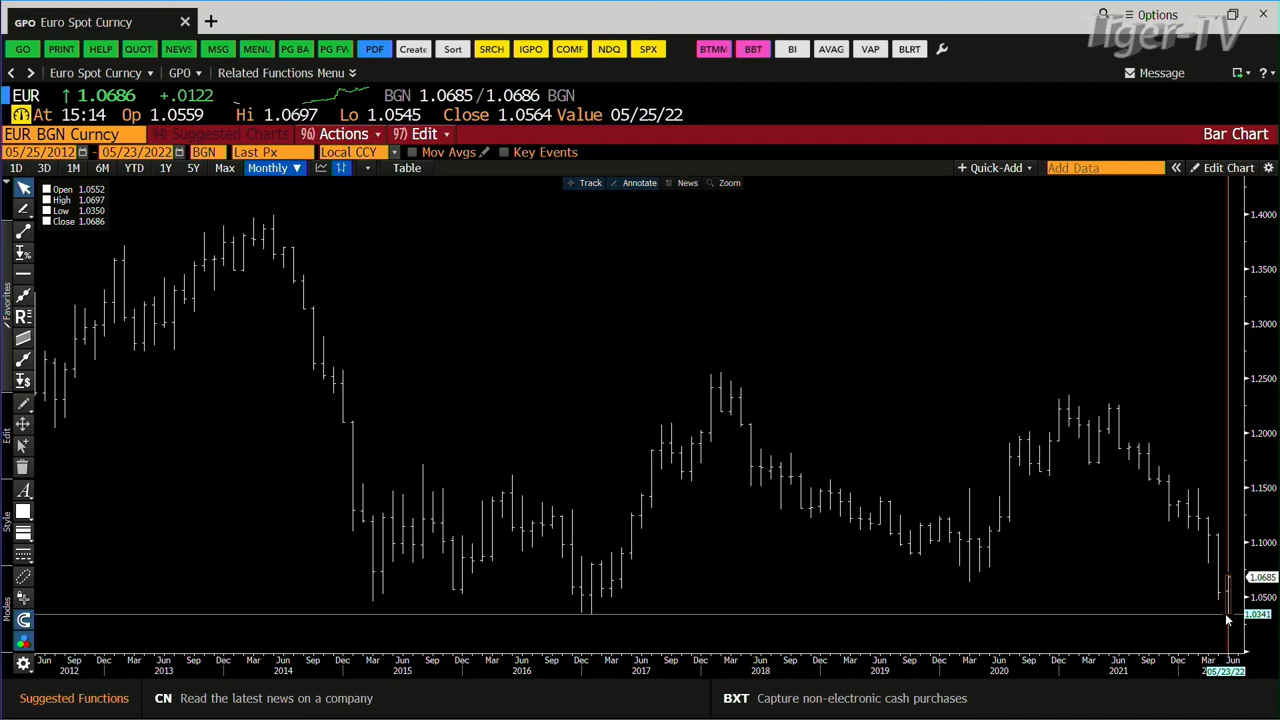 GPO Euro Spot Curncy × +
Options
Tiger-TV
GO PRINT HELP QUOT NEWS MSG MENU PG BA PG FW PDF Create Sort SRCH IGPO COMF NDQ SPX BTMM BBT BI AVAG VAP BLRT
Euro Spot Curncy GPO Related Functions Menu Message ?
EUR ↑ 1.0686 +.0122 BGN 1.0685/1.0686 BGN
At 15:14 Op 1.0559 Hi 1.0697 Lo 1.0545 Close 1.0564 Value 05/25/22
EUR BGN Curncy 94) Suggested Charts 96) Actions 97) Edit Bar Chart
05/25/2012 - 05/23/2022 BGN Last Px Local CCY Mov Avgs Key Events
1D 3D 1M 6M YTD 1Y 5Y Max Monthly ▼ Table + Quick-Add Add Data « Edit Chart
Track Annotate News Zoom
Open 1.0552
High 1.0697
Low 1.0350
Close 1.0686
Favorites
Edit
Style
Modes
1.4000
1.3500
1.3000
1.2500
1.2000
1.1500
1.1000
1.0685
1.0500
1.0341
Jun Sep Dec Mar Jun Sep Dec Mar Jun Sep Dec Mar Jun Sep Dec Mar Jun Sep Dec Mar Jun Sep Dec Mar Jun Sep Dec Mar Jun Sep Dec Mar Jun Sep Dec Mar Jun Sep Dec Mar Jun
2012 2013 2014 2015 2016 2017 2018 2019 2020 2021 05/23/22
Suggested Functions CN Read the latest news on a company BXT Capture non-electronic cash purchases